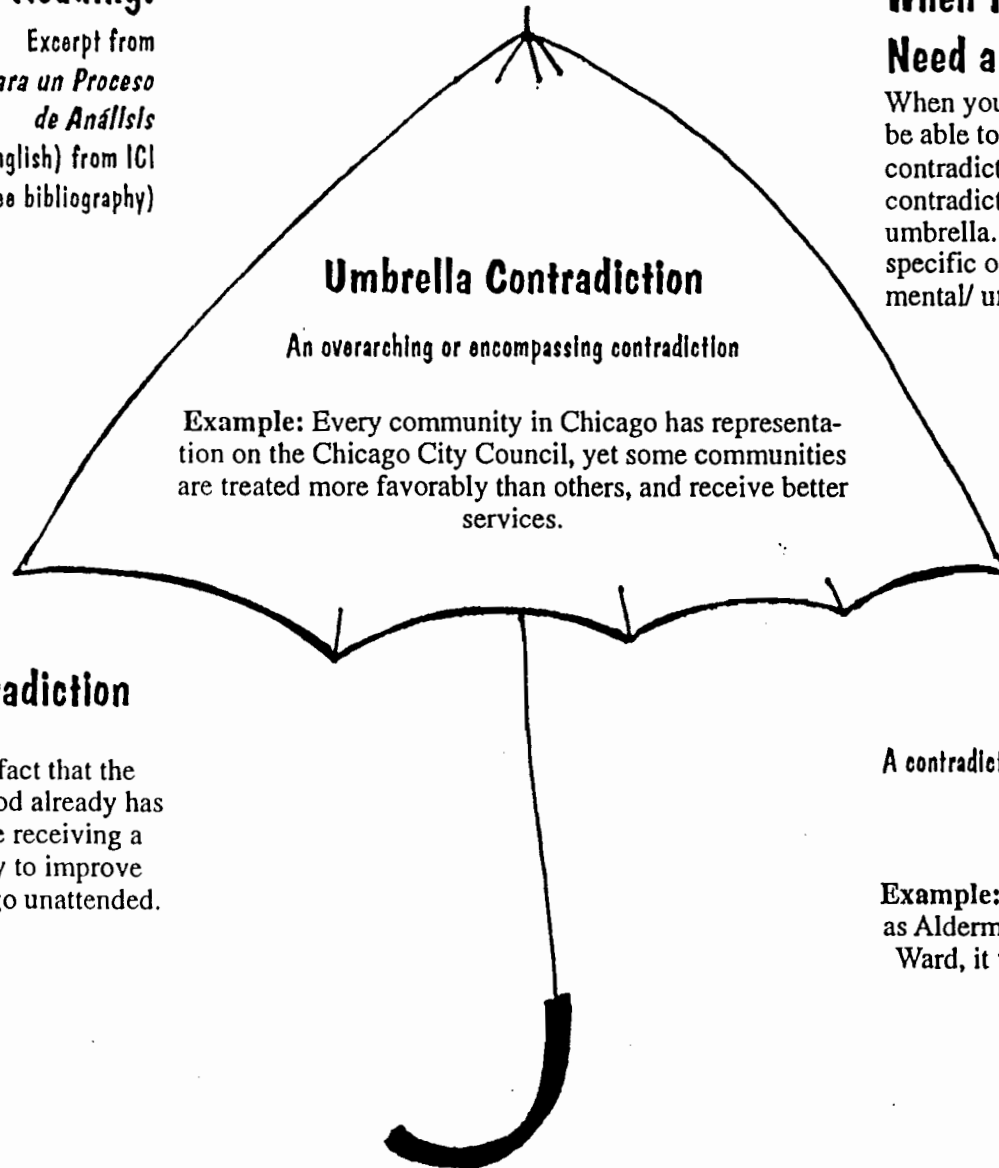 Excerpt from
ara un Proceso
de Análisis
nglish) from ICI
ee bibliography)
Need a
When you
be able to
contradict
contradict
umbrella.
specific o
mental/ un
Umbrella Contradiction
An overarching or encompassing contradiction
Example: Every community in Chicago has representa-
tion on the Chicago City Council, yet some communities
are treated more favorably than others, and receive better
services.
adiction
fact that the
od already has
e receiving a
y to improve
go unattended.
A contradict
Example:
as Alderm
Ward, it